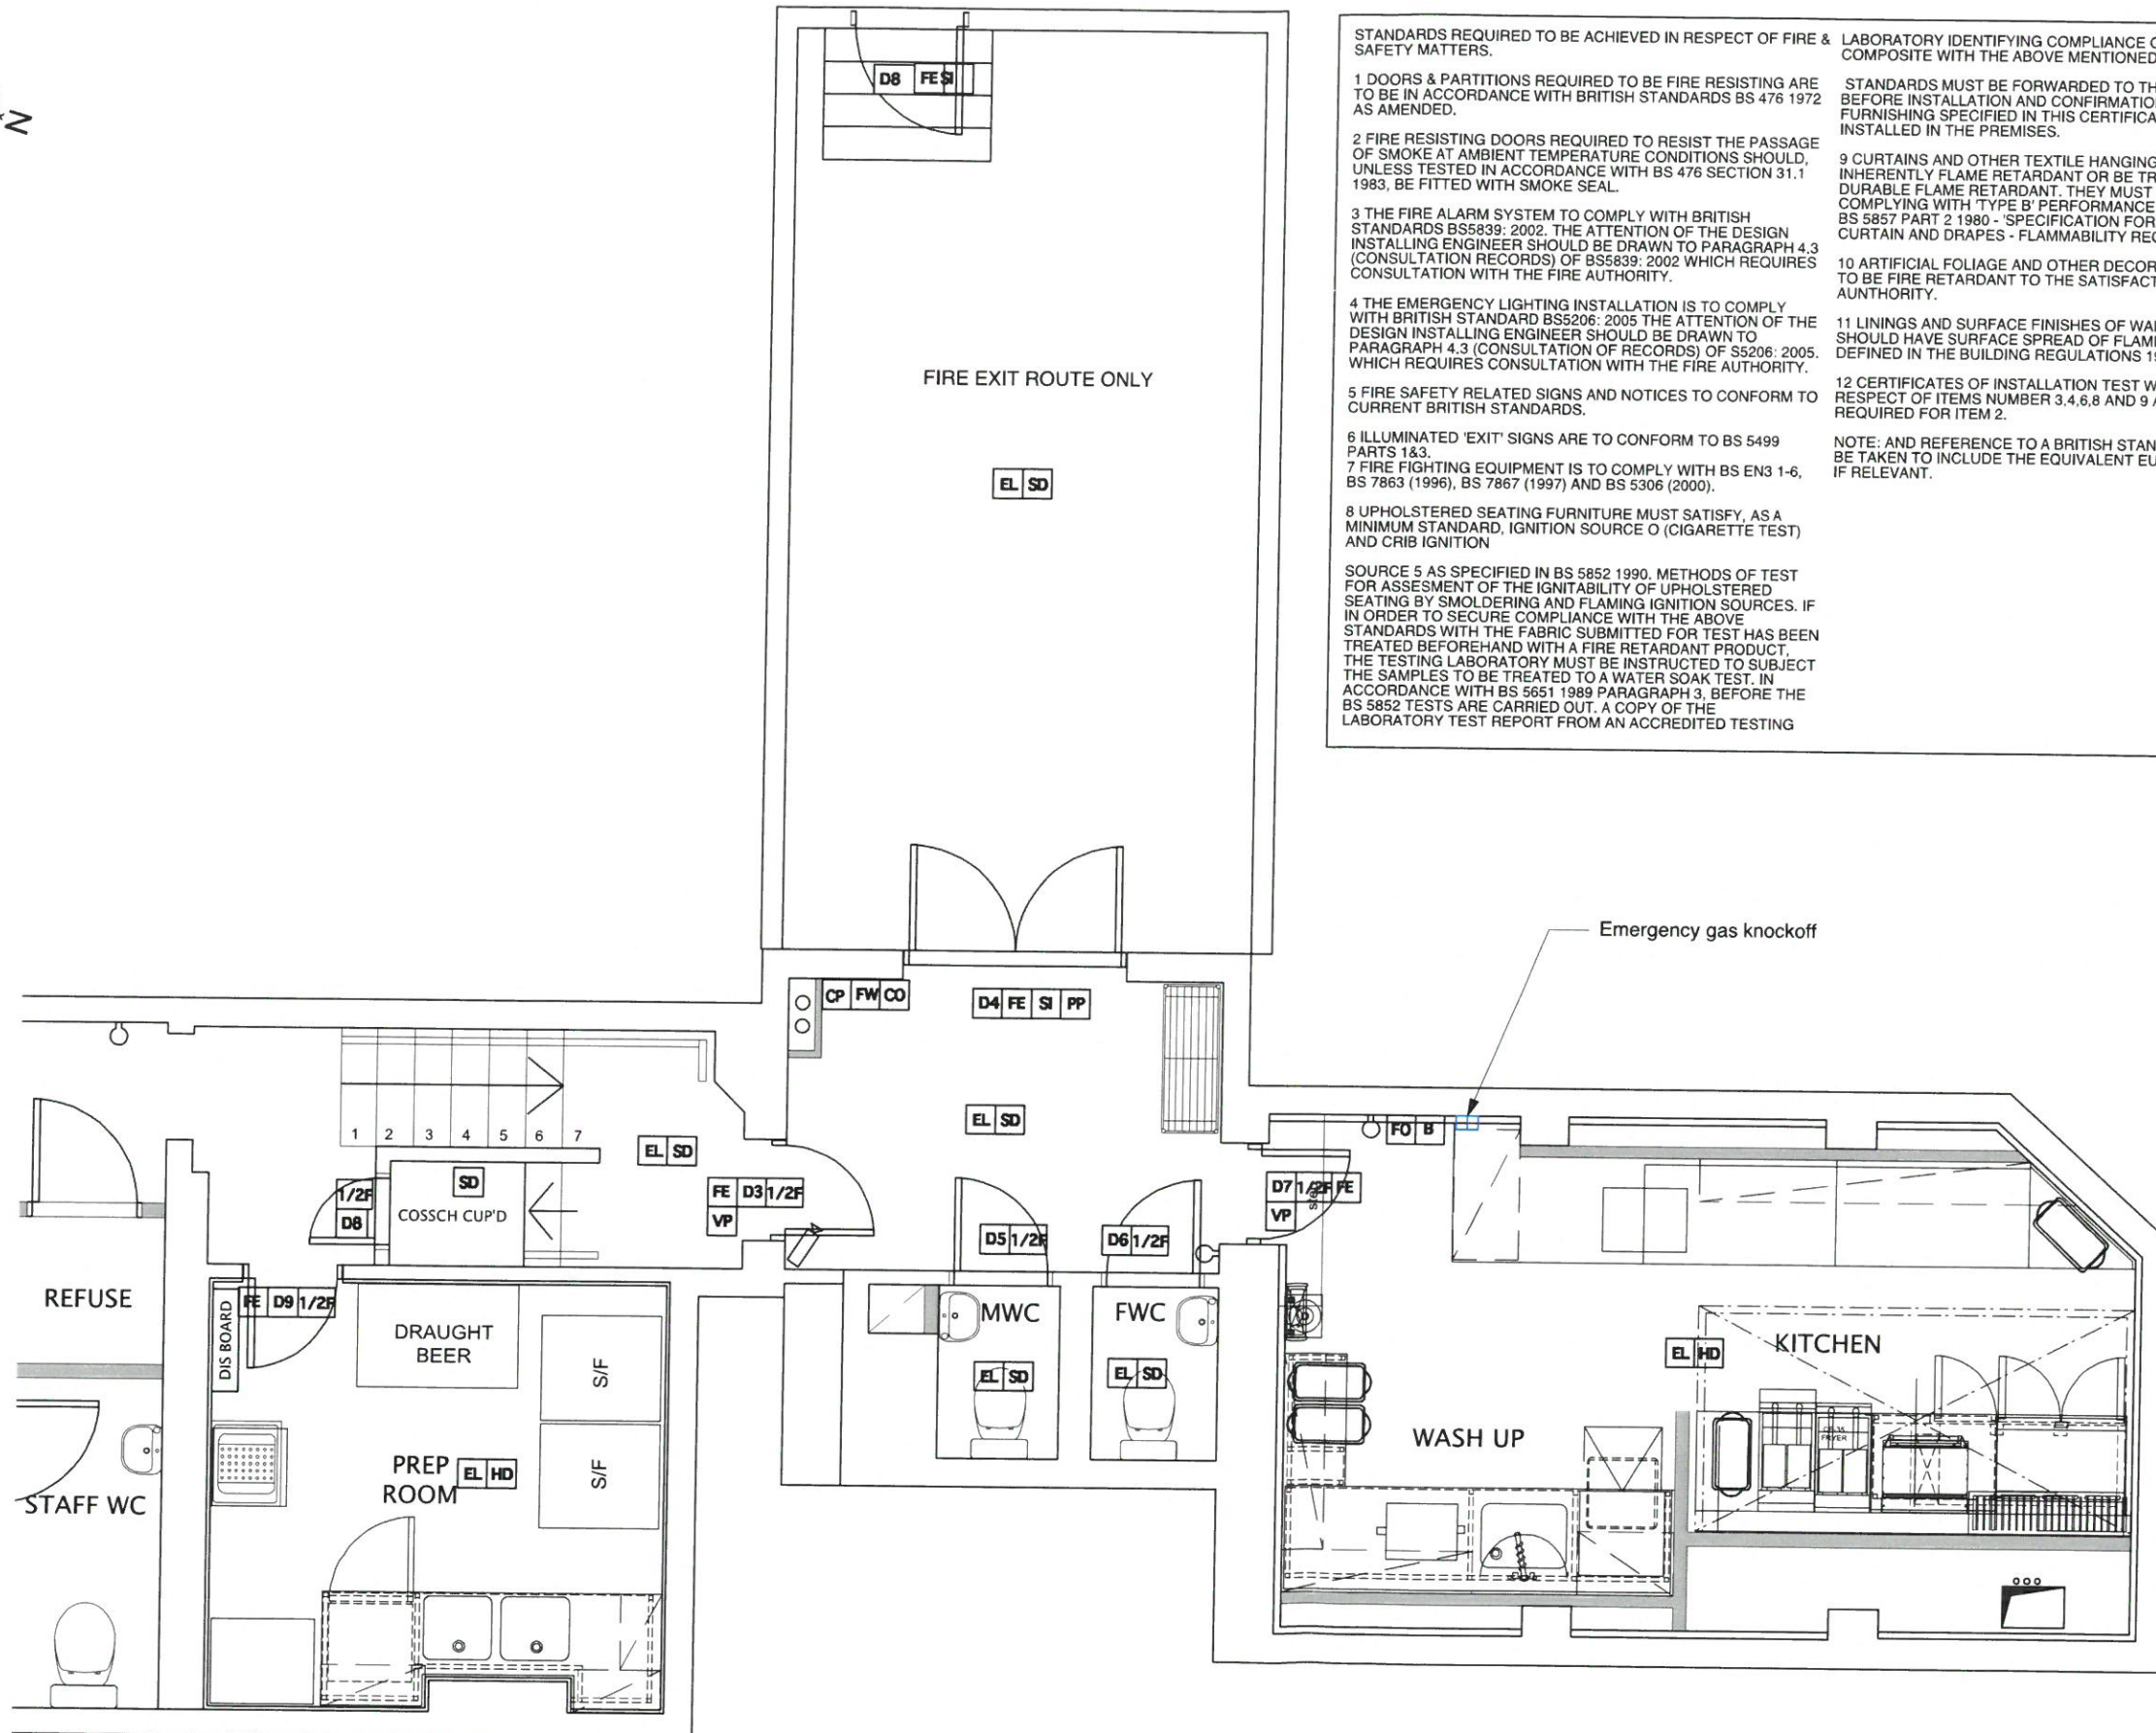 N
STANDARDS REQUIRED TO BE ACHIEVED IN RESPECT OF FIRE &
SAFETY MATTERS.
1 DOORS & PARTITIONS REQUIRED TO BE FIRE RESISTING ARE
TO BE IN ACCORDANCE WITH BRITISH STANDARDS BS 476 1972
AS AMENDED.
2 FIRE RESISTING DOORS REQUIRED TO RESIST THE PASSAGE
OF SMOKE AT AMBIENT TEMPERATURE CONDITIONS SHOULD,
UNLESS TESTED IN ACCORDANCE WITH BS 476 SECTION 31.1
1983, BE FITTED WITH SMOKE SEAL.
3 THE FIRE ALARM SYSTEM TO COMPLY WITH BRITISH
STANDARDS BS5839: 2002. THE ATTENTION OF THE DESIGN
INSTALLING ENGINEER SHOULD BE DRAWN TO PARAGRAPH 4.3
(CONSULTATION RECORDS) OF BS5839: 2002 WHICH REQUIRES
CONSULTATION WITH THE FIRE AUTHORITY.
4 THE EMERGENCY LIGHTING INSTALLATION IS TO COMPLY
WITH BRITISH STANDARD BS5206: 2005 THE ATTENTION OF THE
DESIGN INSTALLING ENGINEER SHOULD BE DRAWN TO
PARAGRAPH 4.3 (CONSULTATION OF RECORDS) OF S5206: 2005.
WHICH REQUIRES CONSULTATION WITH THE FIRE AUTHORITY.
5 FIRE SAFETY RELATED SIGNS AND NOTICES TO CONFORM TO
CURRENT BRITISH STANDARDS.
6 ILLUMINATED 'EXIT' SIGNS ARE TO CONFORM TO BS 5499
PARTS 1&3.
7 FIRE FIGHTING EQUIPMENT IS TO COMPLY WITH BS EN3 1-6,
BS 7863 (1996), BS 7867 (1997) AND BS 5306 (2000).
8 UPHOLSTERED SEATING FURNITURE MUST SATISFY, AS A
MINIMUM STANDARD, IGNITION SOURCE O (CIGARETTE TEST)
AND CRIB IGNITION
SOURCE 5 AS SPECIFIED IN BS 5852 1990. METHODS OF TEST
FOR ASSESMENT OF THE IGNITABILITY OF UPHOLSTERED
SEATING BY SMOLDERING AND FLAMING IGNITION SOURCES. IF
IN ORDER TO SECURE COMPLIANCE WITH THE ABOVE
STANDARDS WITH THE FABRIC SUBMITTED FOR TEST HAS BEEN
TREATED BEFOREHAND WITH A FIRE RETARDANT PRODUCT,
THE TESTING LABORATORY MUST BE INSTRUCTED TO SUBJECT
THE SAMPLES TO BE TREATED TO A WATER SOAK TEST. IN
ACCORDANCE WITH BS 5651 1989 PARAGRAPH 3, BEFORE THE
BS 5852 TESTS ARE CARRIED OUT. A COPY OF THE
LABORATORY TEST REPORT FROM AN ACCREDITED TESTING
LABORATORY IDENTIFYING COMPLIANCE
COMPOSITE WITH THE ABOVE MENTIONED
STANDARDS MUST BE FORWARDED TO
BEFORE INSTALLATION AND
FURNISHING SPECIFIED IN THIS
INSTALLED IN THE PREMISES.
9 CURTAINS AND OTHER TEXTILE
INHERENTLY FLAME RETARDANT OR BE
DURABLE FLAME RETARDANT. THEY MUST
COMPLYING WITH 'TYPE B' PERFORMANCE
BS 5857 PART 2 1980 - 'SPECIFICATION FOR
CURTAIN AND DRAPES - FLAMMABILITY
10 ARTIFICIAL FOLIAGE AND OTHER
TO BE FIRE RETARDANT TO THE
AUNTHORITY.
11 LININGS AND SURFACE FINISHES OF
SHOULD HAVE SURFACE SPREAD OF
DEFINED IN THE BUILDING REGULATIONS
12 CERTIFICATES OF INSTALLATION TEST
RESPECT OF ITEMS NUMBER 3,4,6,8 AND 9
REQUIRED FOR ITEM 2.
NOTE: AND REFERENCE TO A BRITISH
BE TAKEN TO INCLUDE THE EQUIVALENT
IF RELEVANT.
D8 FE SI
FIRE EXIT ROUTE ONLY
EL SD
Emergency gas knockoff
CP FW CO
D4 FE SI PP
EL SD
FO B
1 2 3 4 5 6 7
EL SD
SD
COSSCH CUP'D
1/2F
D8
FE D3 1/2F
VP
D5 1/2F
D6 1/2F
D7 1/2F FE
VP
step
REFUSE
DIS BOARD
FE D9 1/2F
DRAUGHT
BEER
S/F
S/F
MWC
EL SD
FWC
EL SD
EL HD
KITCHEN
FRYER
WASH UP
PREP
ROOM
EL HD
STAFF WC